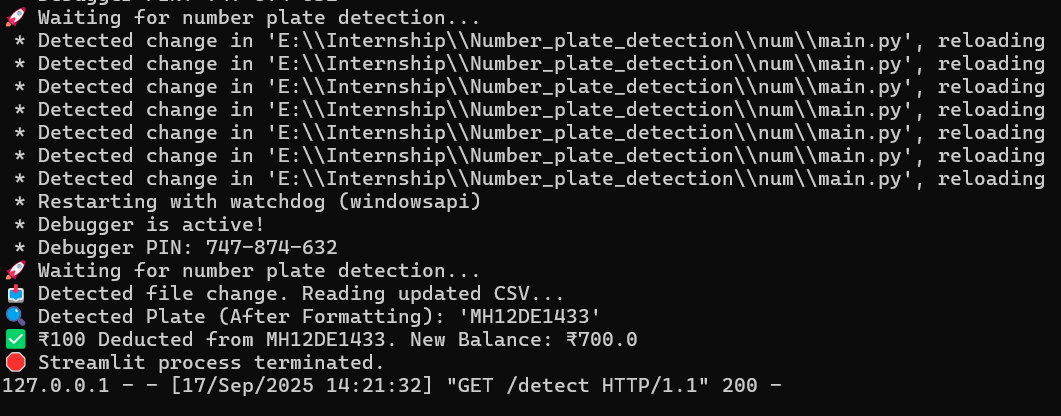 🚀 Waiting for number plate detection...
 * Detected change in 'E:\\Internship\\Number_plate_detection\\num\\main.py', reloading
 * Detected change in 'E:\\Internship\\Number_plate_detection\\num\\main.py', reloading
 * Detected change in 'E:\\Internship\\Number_plate_detection\\num\\main.py', reloading
 * Detected change in 'E:\\Internship\\Number_plate_detection\\num\\main.py', reloading
 * Detected change in 'E:\\Internship\\Number_plate_detection\\num\\main.py', reloading
 * Detected change in 'E:\\Internship\\Number_plate_detection\\num\\main.py', reloading
 * Detected change in 'E:\\Internship\\Number_plate_detection\\num\\main.py', reloading
 * Restarting with watchdog (windowsapi)
 * Debugger is active!
 * Debugger PIN: 747-874-632
🚀 Waiting for number plate detection...
📥 Detected file change. Reading updated CSV...
🔍 Detected Plate (After Formatting): 'MH12DE1433'
✅ ₹100 Deducted from MH12DE1433. New Balance: ₹700.0
🛑 Streamlit process terminated.
127.0.0.1 - - [17/Sep/2025 14:21:32] "GET /detect HTTP/1.1" 200 -